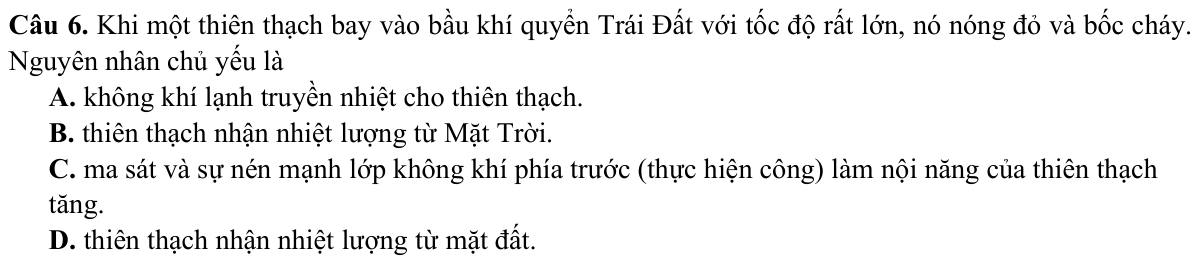 Câu 6. Khi một thiên thạch bay vào bầu khí quyển Trái Đất với tốc độ rất lớn, nó nóng đỏ và bốc cháy.
Nguyên nhân chủ yếu là
A. không khí lạnh truyền nhiệt cho thiên thạch.
B. thiên thạch nhận nhiệt lượng từ Mặt Trời.
C. ma sát và sự nén mạnh lớp không khí phía trước (thực hiện công) làm nội năng của thiên thạch
tăng.
D. thiên thạch nhận nhiệt lượng từ mặt đất.